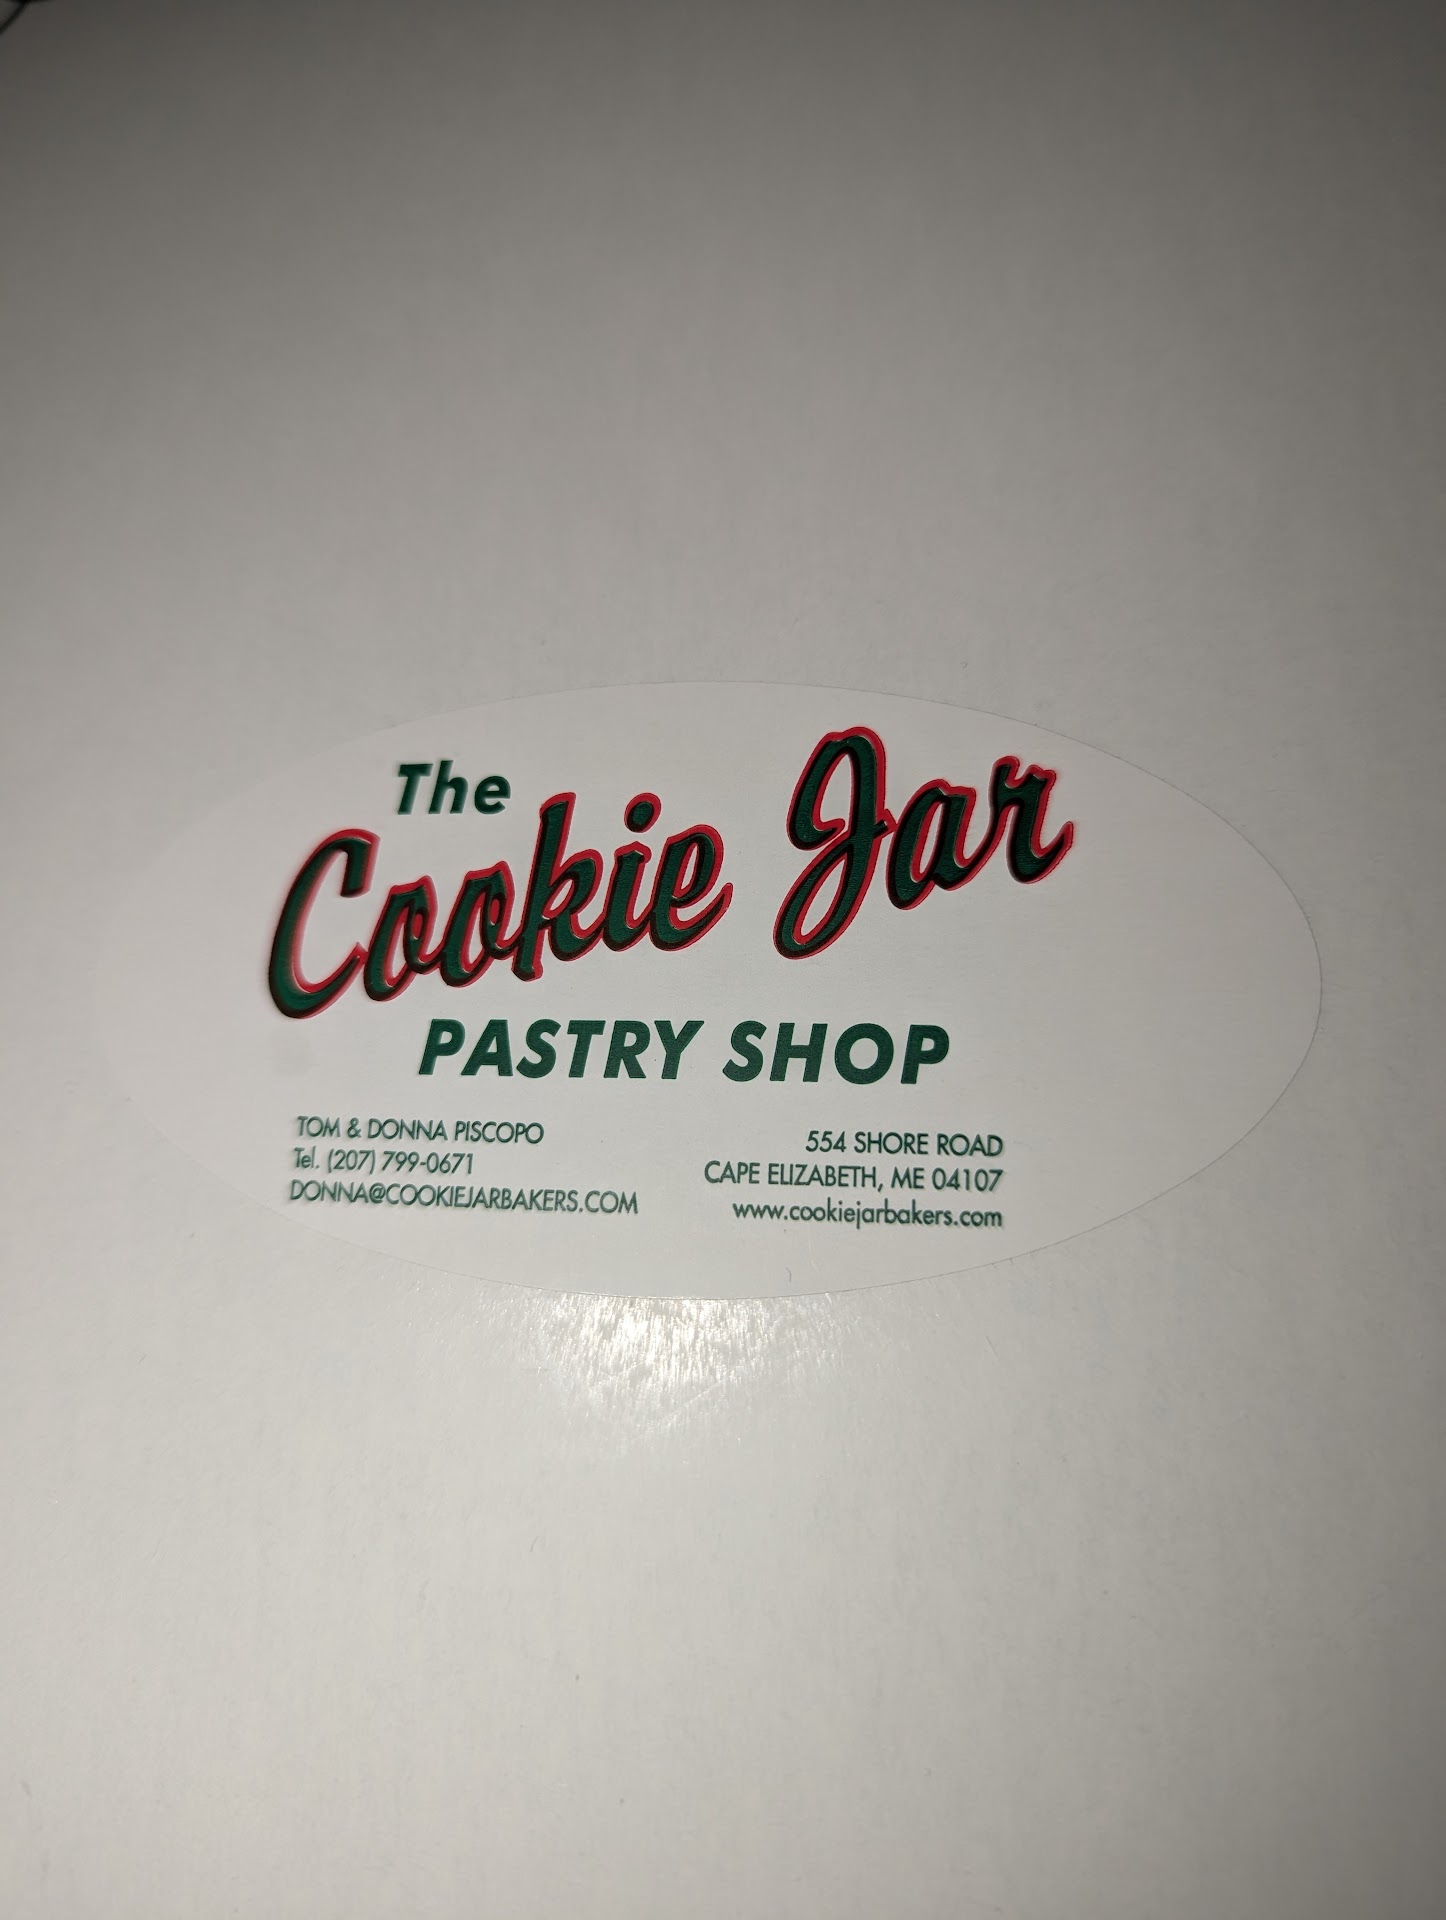 The
Cookie Jar
PASTRY SHOP
TOM & DONNA PISCOPO
Tel. (207) 799-0671
DONNA@COOKIEJARBAKERS.COM
554 SHORE ROAD
CAPE ELIZABETH, ME 04107
www.cookiejarbakers.com